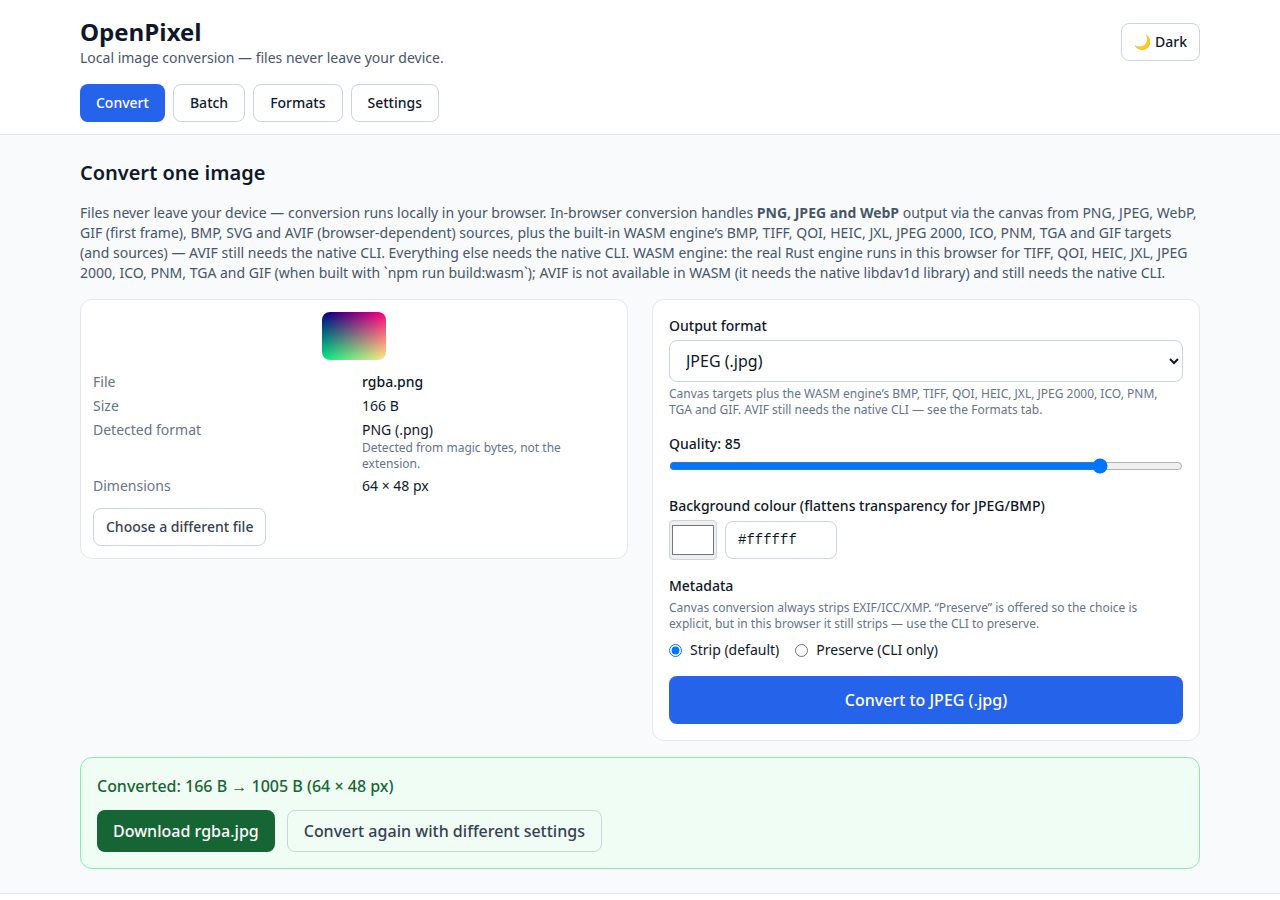 OpenPixel
Local image conversion — files never leave your device.
🌙 Dark
Convert
Batch
Formats
Settings
Convert one image
Files never leave your device — conversion runs locally in your browser. In-browser conversion handles PNG, JPEG and WebP output via the canvas from PNG, JPEG, WebP,
GIF (first frame), BMP, SVG and AVIF (browser-dependent) sources, plus the built-in WASM engine’s BMP, TIFF, QOI, HEIC, JXL, JPEG 2000, ICO, PNM, TGA and GIF targets
(and sources) — AVIF still needs the native CLI. Everything else needs the native CLI. WASM engine: the real Rust engine runs in this browser for TIFF, QOI, HEIC, JXL, JPEG
2000, ICO, PNM, TGA and GIF (when built with `npm run build:wasm`); AVIF is not available in WASM (it needs the native libdav1d library) and still needs the native CLI.
File
rgba.png
Size
166 B
Detected format
PNG (.png)
Detected from magic bytes, not the
extension.
Dimensions
64 × 48 px
Choose a different file
Output format
JPEG (.jpg)
Canvas targets plus the WASM engine’s BMP, TIFF, QOI, HEIC, JXL, JPEG 2000, ICO, PNM,
TGA and GIF. AVIF still needs the native CLI — see the Formats tab.
Quality: 85
Background colour (flattens transparency for JPEG/BMP)
#ffffff
Metadata
Canvas conversion always strips EXIF/ICC/XMP. “Preserve” is offered so the choice is
explicit, but in this browser it still strips — use the CLI to preserve.
Strip (default)
Preserve (CLI only)
Convert to JPEG (.jpg)
Converted: 166 B → 1005 B (64 × 48 px)
Download rgba.jpg
Convert again with different settings